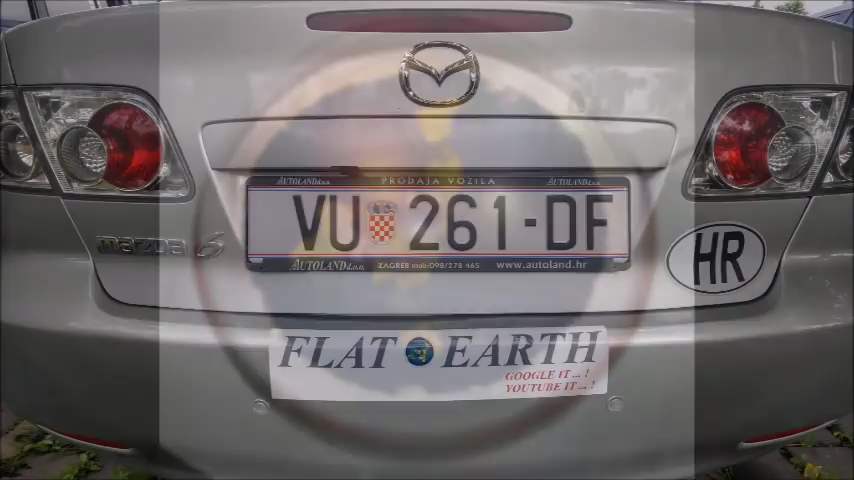 AUTOLAND d.o.o. PRODAJA VOZILA AUTOLAND d.o.o.
VU 261-DF
AUTOLAND d.o.o. ZAGREB mob:098/278 465 www.autoland.hr
mazda 6
HR
FLAT EARTH
GOOGLE IT ... !
YOUTUBE IT ... !